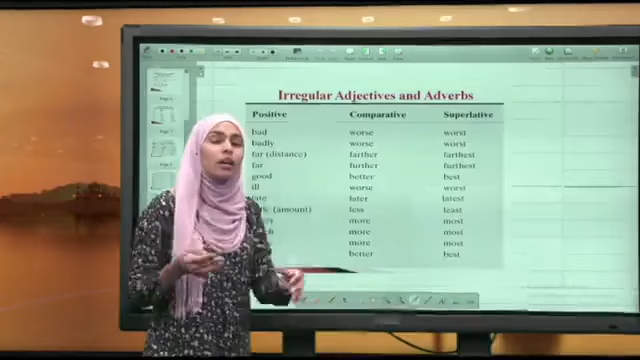 Irregular Adjectives and Adverbs
Positive Comparative Superlative
bad worse worst
badly worse worst
far (distance) farther farthest
far further furthest
good better best
ill worse worst
later latest
(amount) less least
more most
more most
more most
better best